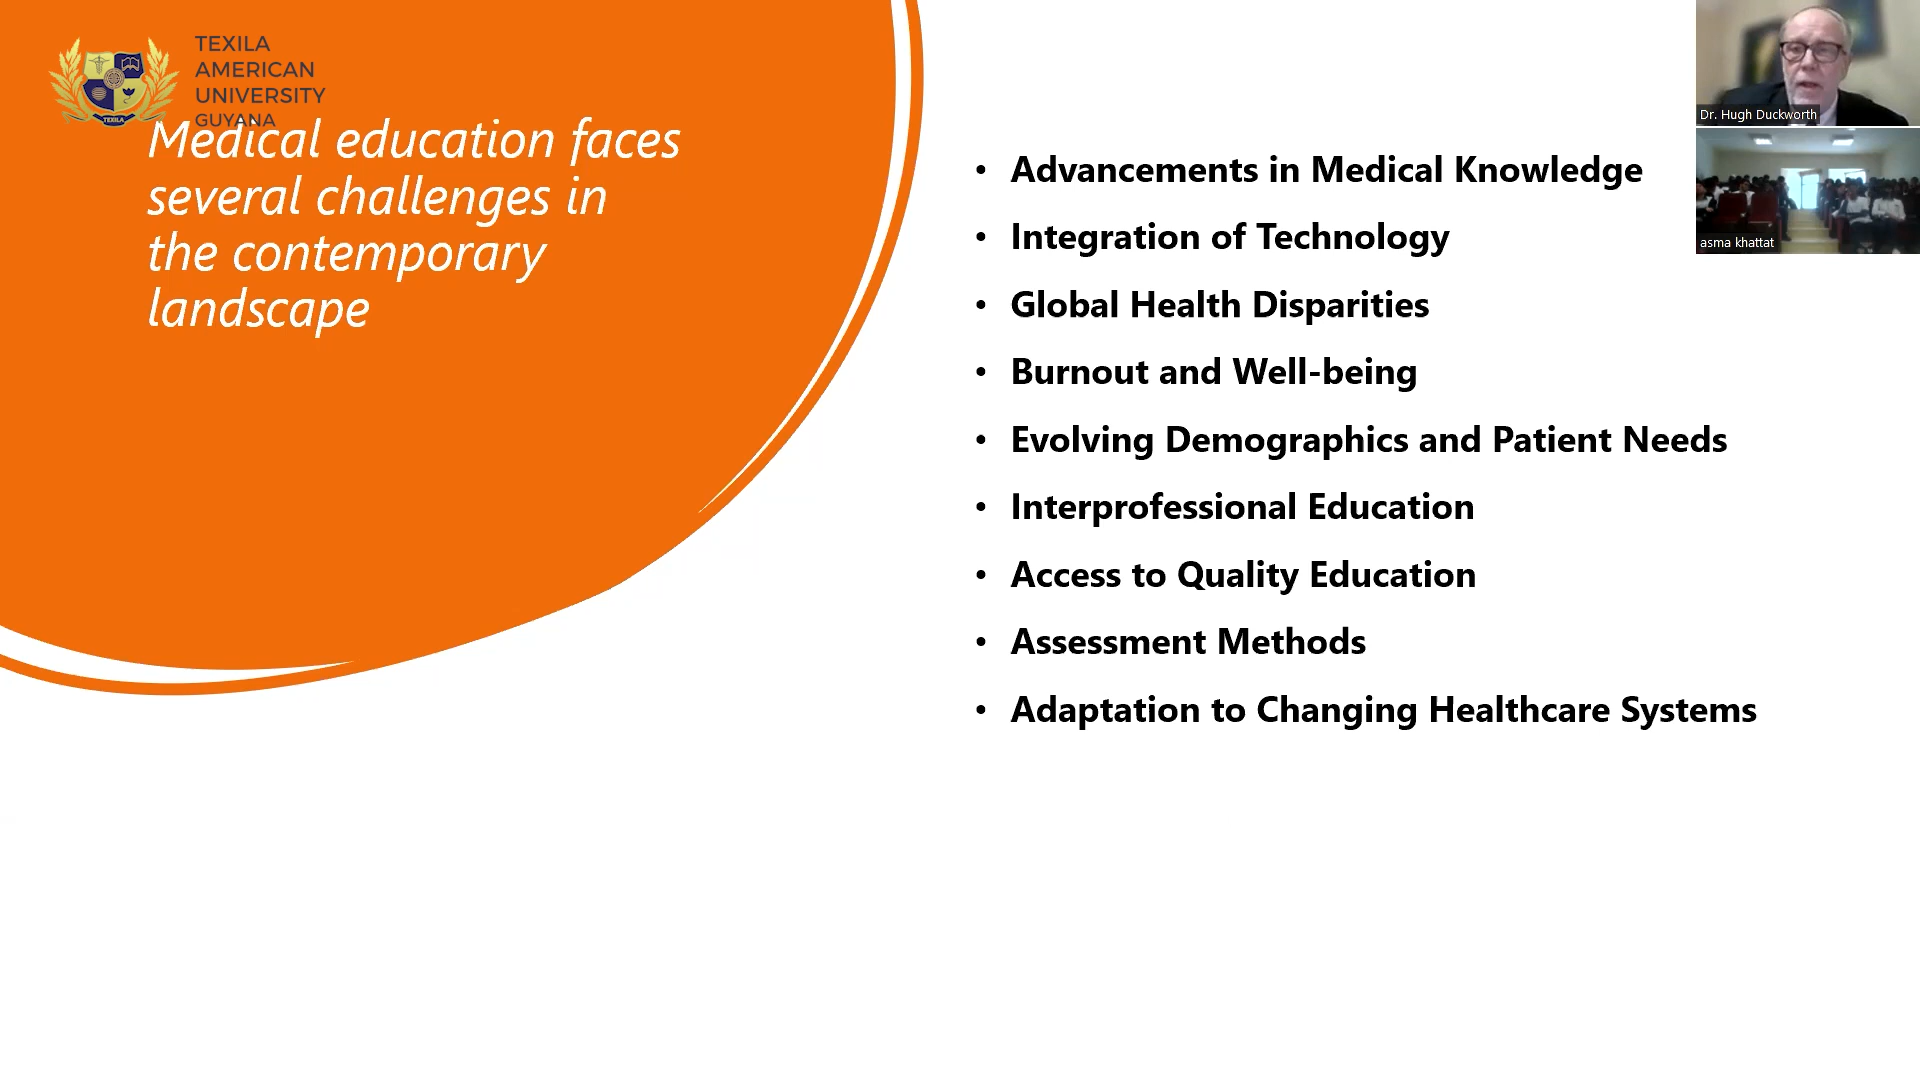 TEXILA
AMERICAN
UNIVERSITY
GUYANA
TEXILA
Medical education faces
several challenges in
the contemporary
landscape
• Advancements in Medical Knowledge
• Integration of Technology
• Global Health Disparities
• Burnout and Well-being
• Evolving Demographics and Patient Needs
• Interprofessional Education
• Access to Quality Education
• Assessment Methods
• Adaptation to Changing Healthcare Systems
Dr. Hugh Duckworth
asma khattat